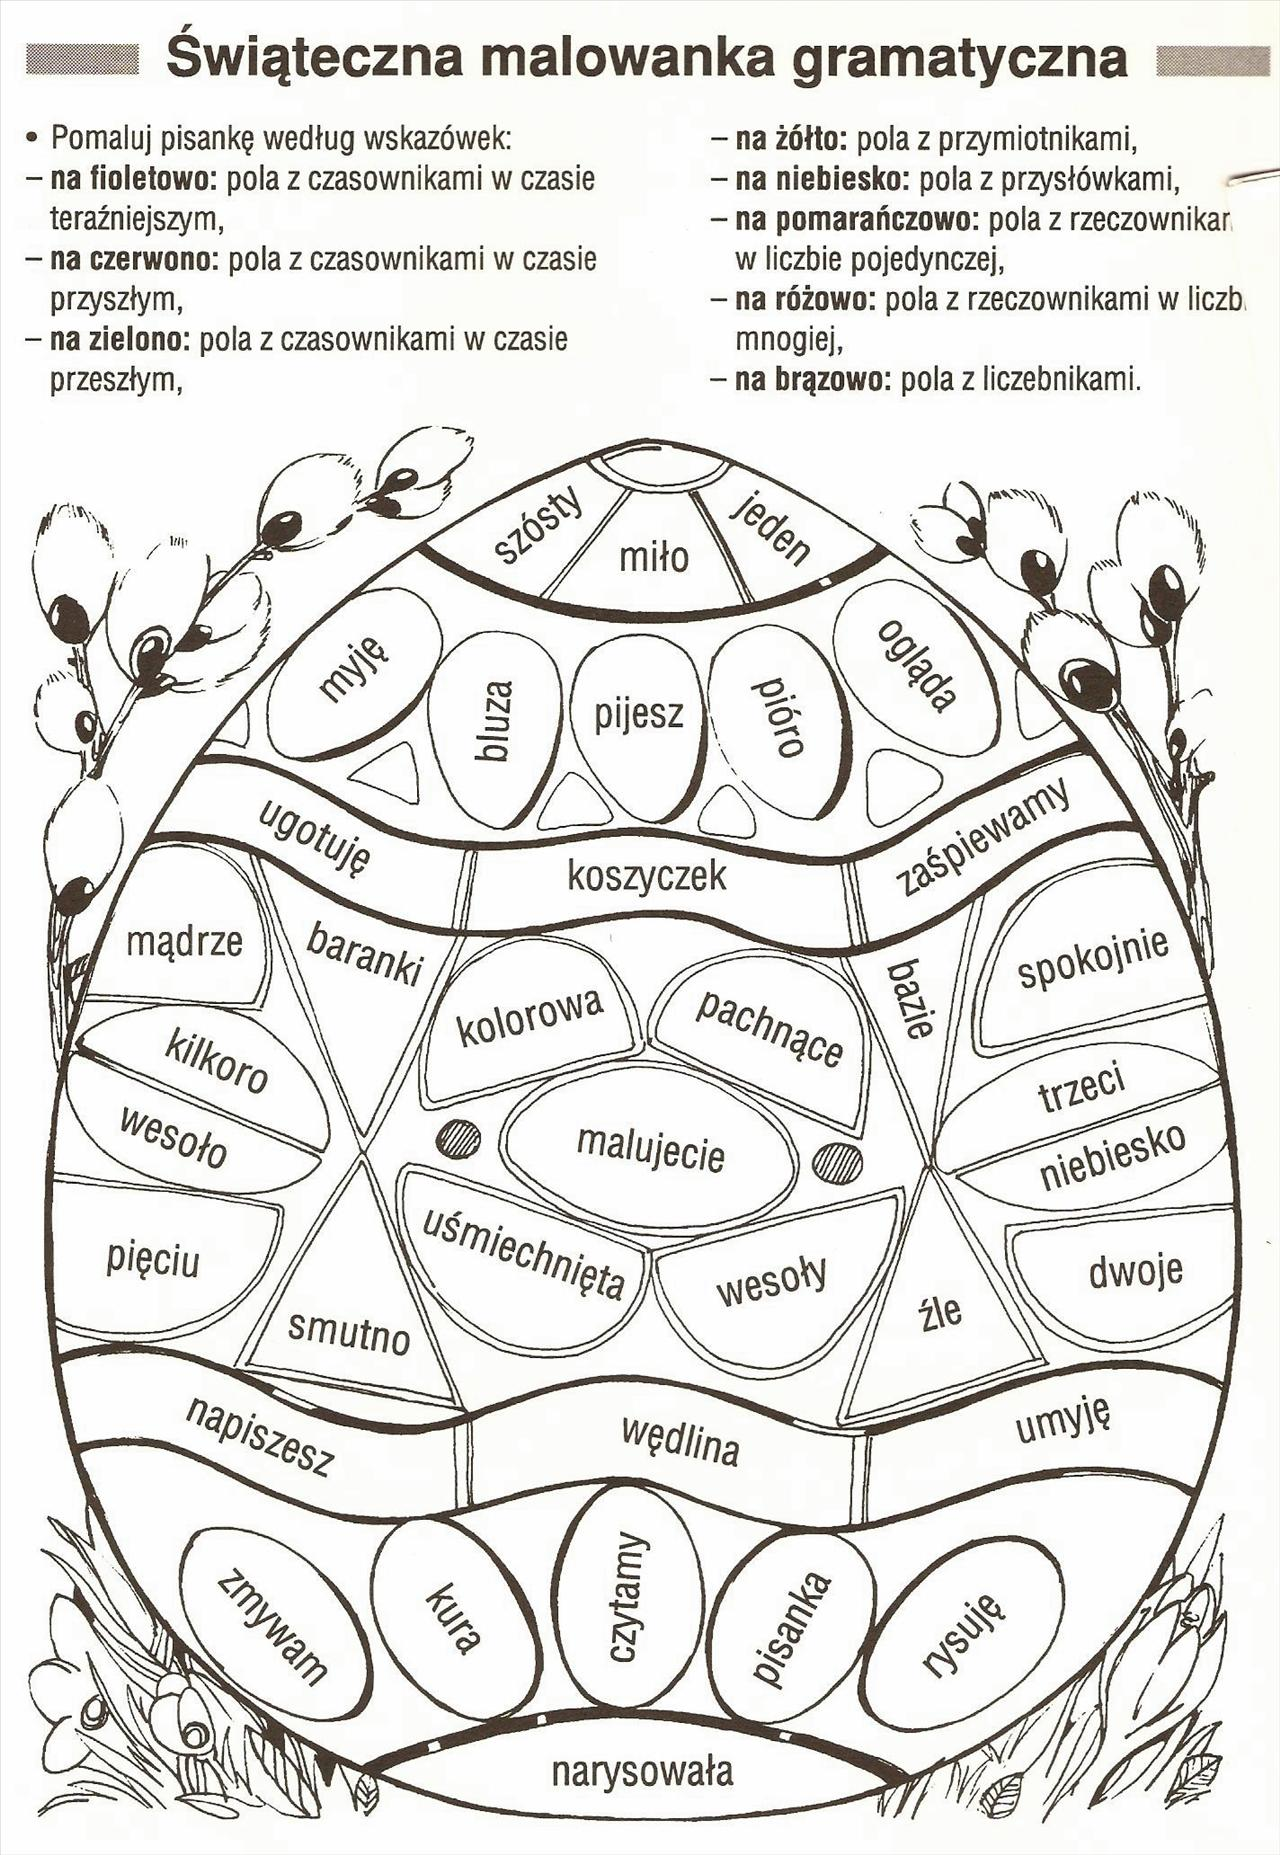 Świąteczna malowanka gramatyczna
• Pomaluj pisankę według wskazówek:
– na fioletowo: pola z czasownikami w czasie
teraźniejszym,
– na czerwono: pola z czasownikami w czasie
przyszłym,
– na zielono: pola z czasownikami w czasie
przeszłym,
– na żółto: pola z przymiotnikami,
– na niebiesko: pola z przysłówkami,
– na pomarańczowo: pola z rzeczownikar
w liczbie pojedynczej,
– na różowo: pola z rzeczownikami w liczb
mnogiej,
– na brązowo: pola z liczebnikami.
szósty
miło
jeden
myję
bluza
pijesz
pióro
ogląda
ugotuję
koszyczek
zaśpiewamy
mądrze
baranki
kolorowa
pachnące
bazie
spokojnie
kilkoro
wesoło
malujecie
trzeci
niebiesko
pięciu
smutno
uśmiechnięta
wesoły
źle
dwoje
napiszesz
wędlina
umyję
zmywam
kura
czytamy
pisanka
rysuję
narysowała